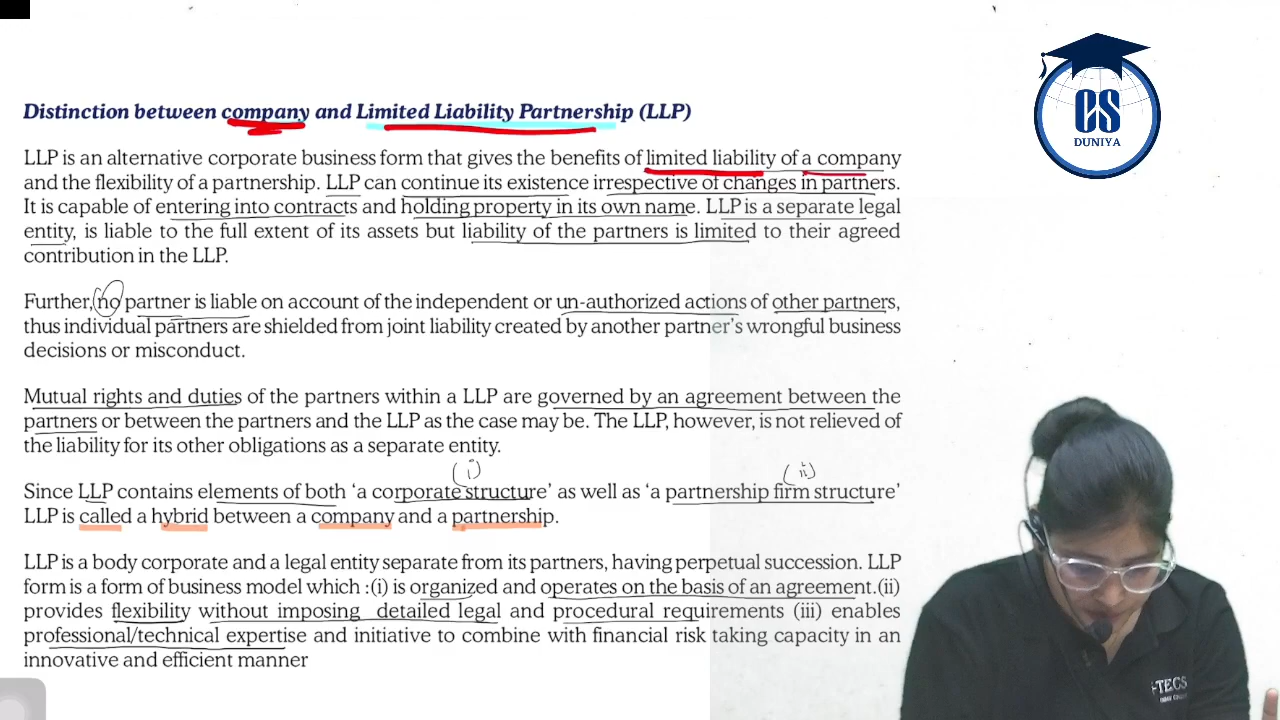 Distinction between company and Limited Liability Partnership (LLP)
LLP is an alternative corporate business form that gives the benefits of limited liability of a company
and the flexibility of a partnership. LLP can continue its existence irrespective of changes in partners.
It is capable of entering into contracts and holding property in its own name. LLP is a separate legal
entity, is liable to the full extent of its assets but liability of the partners is limited to their agreed
contribution in the LLP.
Further, no partner is liable on account of the independent or un-authorized actions of other partners,
thus individual partners are shielded from joint liability created by another partner's wrongful business
decisions or misconduct.
Mutual rights and duties of the partners within a LLP are governed by an agreement between the
partners or between the partners and the LLP as the case may be. The LLP, however, is not relieved of
the liability for its other obligations as a separate entity.
(i) (ii)
Since LLP contains elements of both 'a corporate structure' as well as 'a partnership firm structure'
LLP is called a hybrid between a company and a partnership.
LLP is a body corporate and a legal entity separate from its partners, having perpetual succession. LLP
form is a form of business model which :(i) is organized and operates on the basis of an agreement.(ii)
provides flexibility without imposing detailed legal and procedural requirements (iii) enables
professional/technical expertise and initiative to combine with financial risk taking capacity in an
innovative and efficient manner
CS
DUNIYA